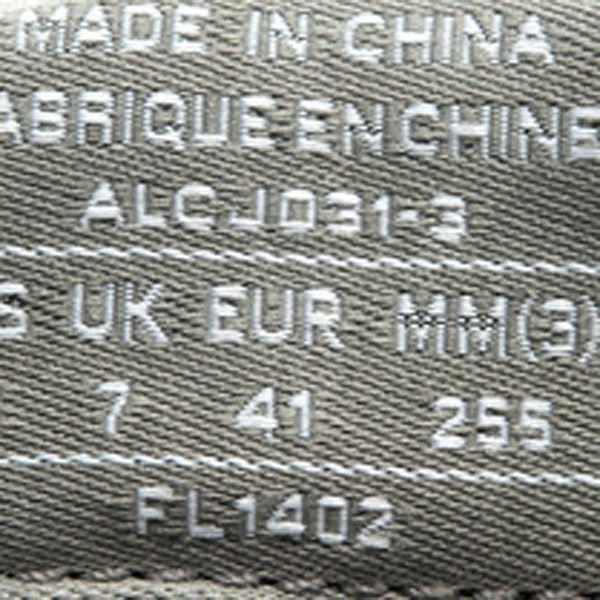 MADE IN CHINA
ABRIQUE EN CHINE
ALCJ031-3
S UK EUR MM(3)
7 41 255
FL1402